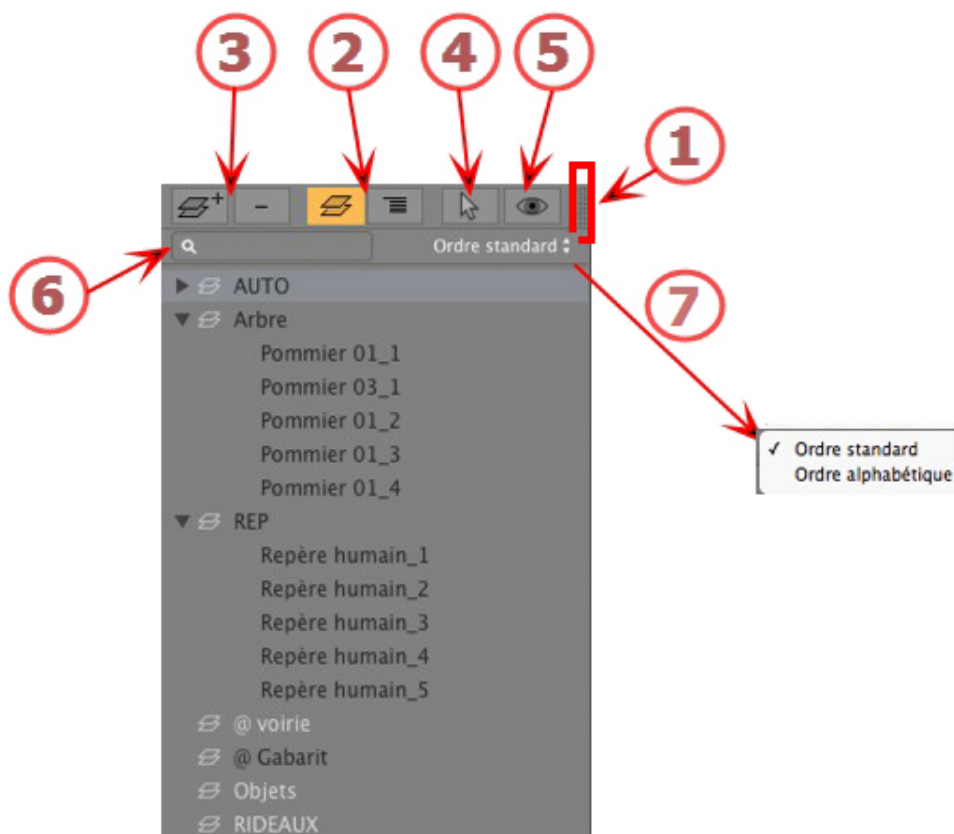 3
2
4
5
1
+
-
6
Ordre standard
7
AUTO
Arbre
Pommier 01_1
Pommier 03_1
Pommier 01_2
Pommier 01_3
Pommier 01_4
✓ Ordre standard
Ordre alphabétique
REP
Repère humain_1
Repère humain_2
Repère humain_3
Repère humain_4
Repère humain_5
@ voirie
@ Gabarit
Objets
RIDEAUX